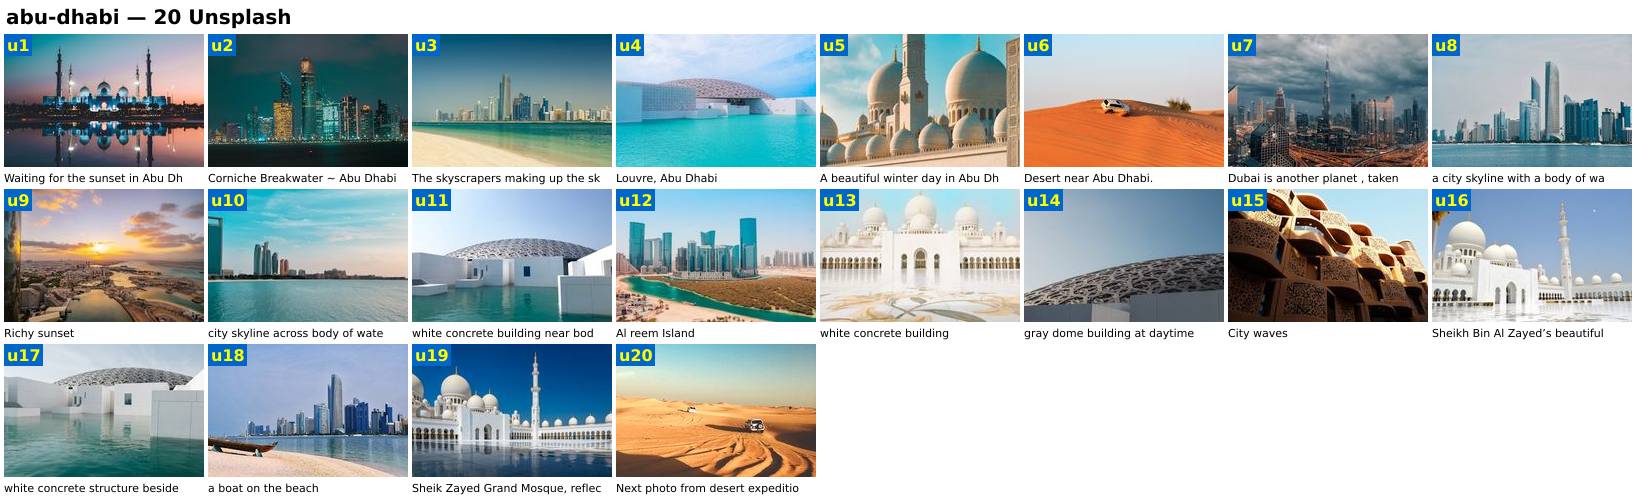 abu-dhabi — 20 Unsplash
u1 u2 u3 u4 u5 u6 u7 u8
Waiting for the sunset in Abu Dh
Corniche Breakwater ~ Abu Dhabi
The skyscrapers making up the sk
Louvre, Abu Dhabi
A beautiful winter day in Abu Dh
Desert near Abu Dhabi.
Dubai is another planet , taken
a city skyline with a body of wa
u9 u10 u11 u12 u13 u14 u15 u16
Richy sunset
city skyline across body of wate
white concrete building near bod
Al reem Island
white concrete building
gray dome building at daytime
City waves
Sheikh Bin Al Zayed’s beautiful
u17 u18 u19 u20
white concrete structure beside
a boat on the beach
Sheik Zayed Grand Mosque, reflec
Next photo from desert expeditio